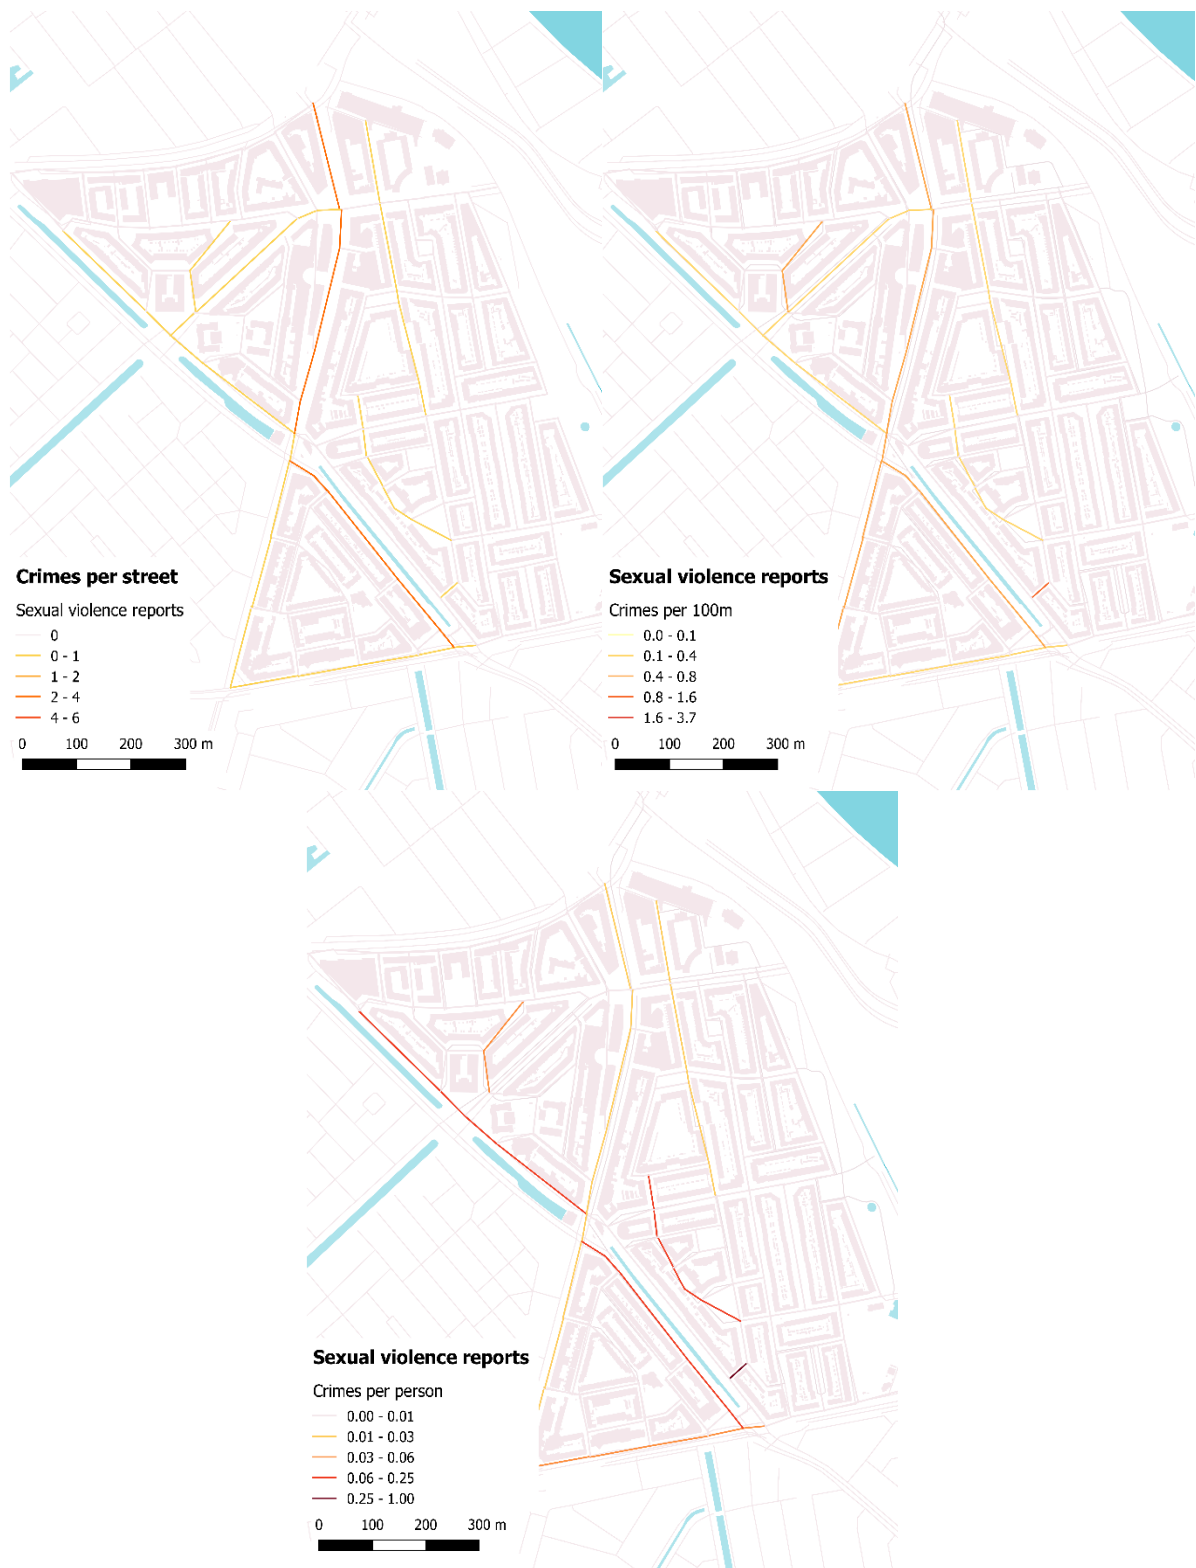 Crimes per street
Sexual violence reports
0
0 - 1
1 - 2
2 - 4
4 - 6
0 100 200 300 m
Sexual violence reports
Crimes per 100m
0.0 - 0.1
0.1 - 0.4
0.4 - 0.8
0.8 - 1.6
1.6 - 3.7
0 100 200 300 m
Sexual violence reports
Crimes per person
0.00 - 0.01
0.01 - 0.03
0.03 - 0.06
0.06 - 0.25
0.25 - 1.00
0 100 200 300 m